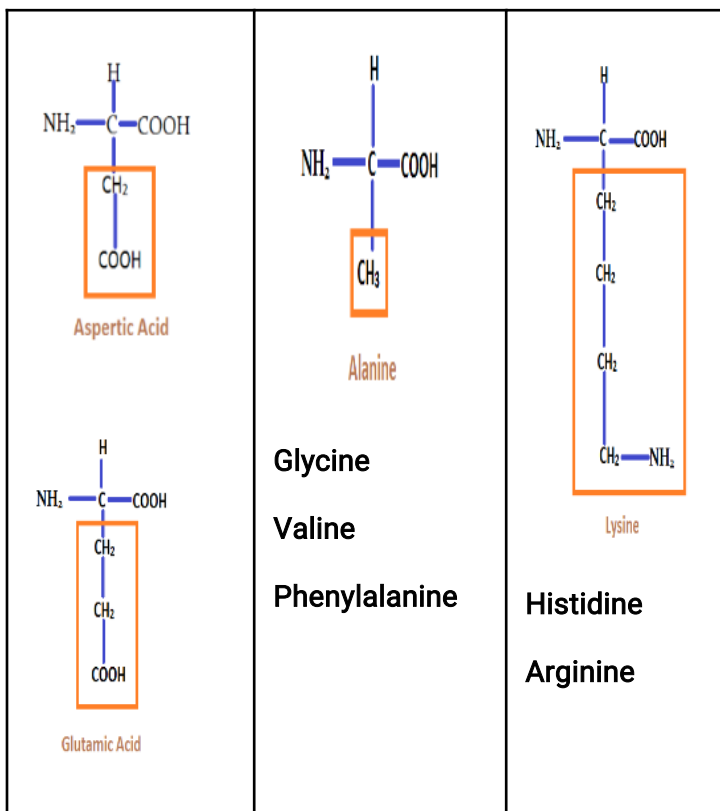 H
NH₂ C COOH
CH₂
COOH
Aspertic Acid
H
NH₂ C COOH
CH₂
CH₂
COOH
Glutamic Acid
H
NH₂ C COOH
CH₃
Alanine
Glycine
Valine
Phenylalanine
H
NH₂ C COOH
CH₂
CH₂
CH₂
CH₂ NH₂
Lysine
Histidine
Arginine